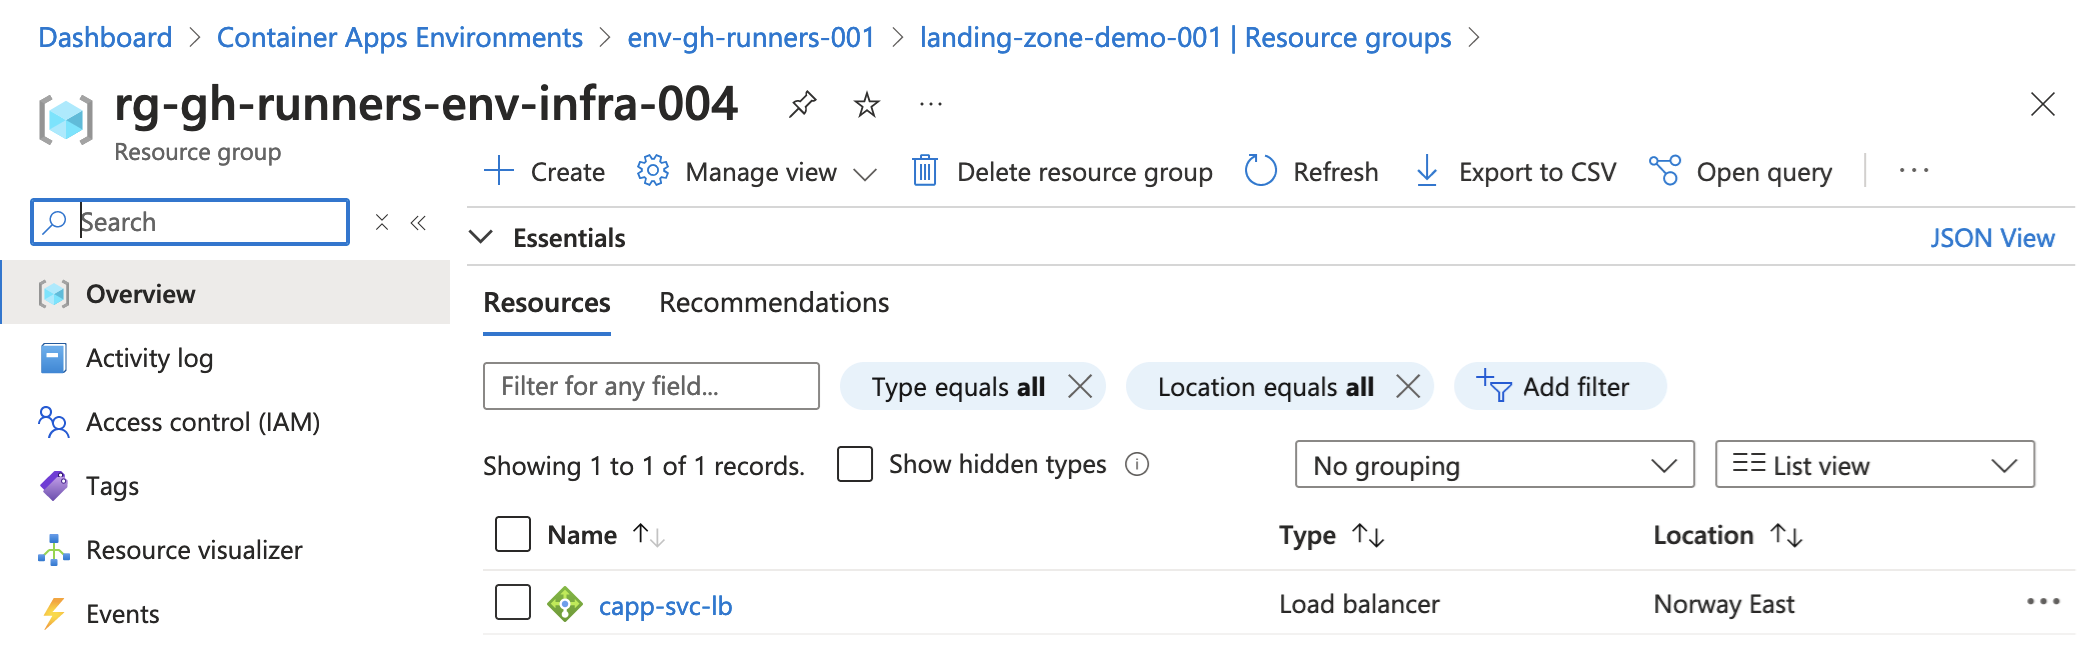 Dashboard > Container Apps Environments > env-gh-runners-001 > landing-zone-demo-001 | Resource groups >
rg-gh-runners-env-infra-004 ...
Resource group
Create Manage view Delete resource group Refresh Export to CSV Open query ...
Search
Essentials JSON View
Overview
Activity log
Access control (IAM)
Tags
Resource visualizer
Events
Resources Recommendations
Filter for any field... Type equals all Location equals all Add filter
Showing 1 to 1 of 1 records. Show hidden types No grouping List view
Name Type Location
capp-svc-lb Load balancer Norway East ...